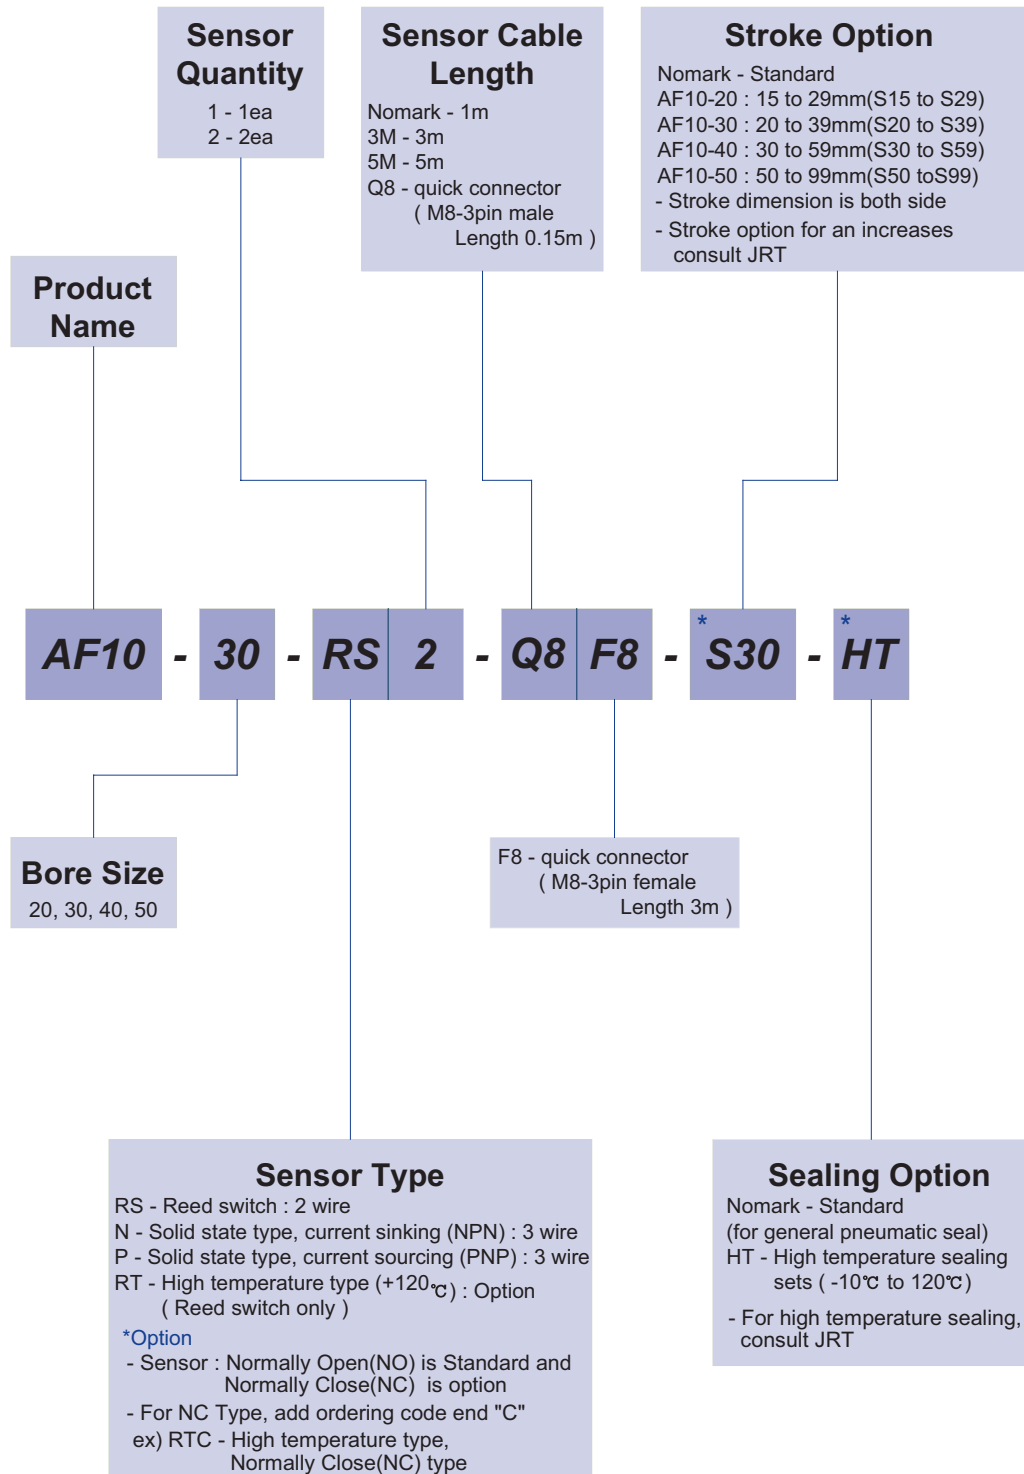 Sensor
Quantity
1 - 1ea
2 - 2ea
Sensor Cable
Length
Nomark - 1m
3M - 3m
5M - 5m
Q8 - quick connector
( M8-3pin male
Length 0.15m )
Stroke Option
Nomark - Standard
AF10-20 : 15 to 29mm(S15 to S29)
AF10-30 : 20 to 39mm(S20 to S39)
AF10-40 : 30 to 59mm(S30 to S59)
AF10-50 : 50 to 99mm(S50 toS99)
- Stroke dimension is both side
- Stroke option for an increases
consult JRT
Product
Name
AF10 - 30 - RS 2 - Q8 F8 - *S30 - *HT
Bore Size
20, 30, 40, 50
F8 - quick connector
( M8-3pin female
Length 3m )
Sensor Type
RS - Reed switch : 2 wire
N - Solid state type, current sinking (NPN) : 3 wire
P - Solid state type, current sourcing (PNP) : 3 wire
RT - High temperature type (+120℃) : Option
( Reed switch only )
*Option
- Sensor : Normally Open(NO) is Standard and
Normally Close(NC) is option
- For NC Type, add ordering code end "C"
ex) RTC - High temperature type,
Normally Close(NC) type
Sealing Option
Nomark - Standard
(for general pneumatic seal)
HT - High temperature sealing
sets ( -10℃ to 120℃)
- For high temperature sealing,
consult JRT